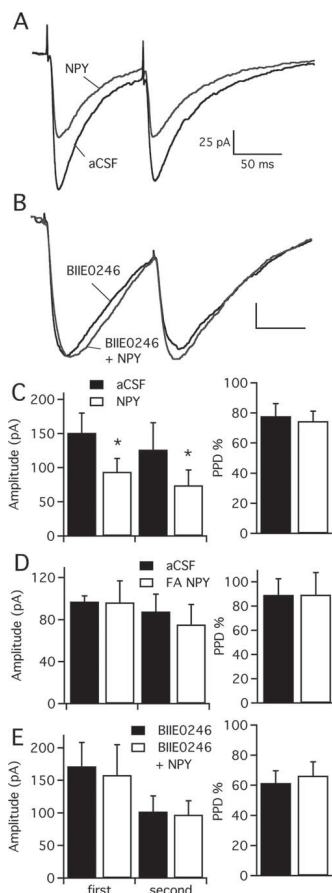 A
NPY
aCSF
25 pA
50 ms
B
BIIE0246
BIIE0246
+ NPY
C
aCSF
NPY
Amplitude (pA)
200
150
100
50
0
*
*
PPD %
100
80
60
40
20
0
D
aCSF
FA NPY
Amplitude (pA)
120
80
40
0
PPD %
100
80
60
40
20
0
E
BIIE0246
BIIE0246
+ NPY
Amplitude (pA)
200
150
100
50
0
first
second
PPD %
100
80
60
40
20
0